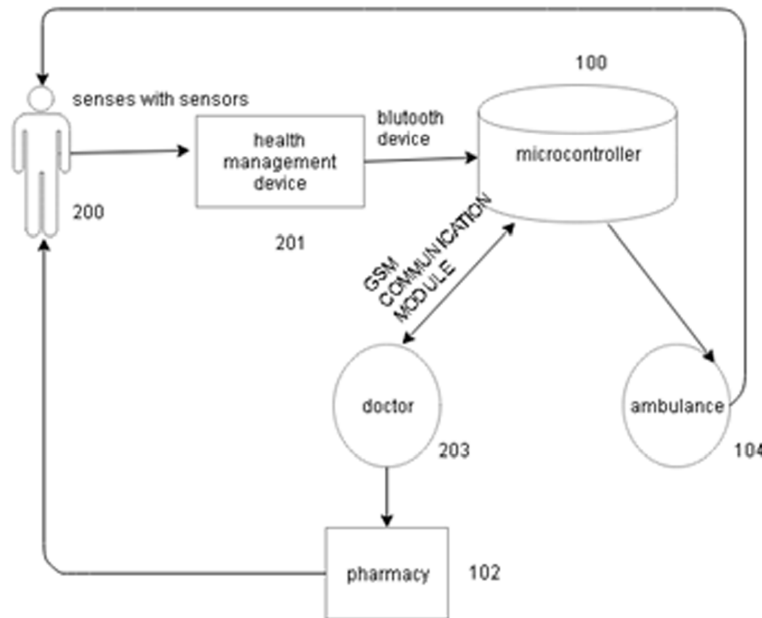 100
senses with sensors
blutooth
device
health
management
device
microcontroller
200
201
GSM
COMMUNICATION
MODULE
doctor
ambulance
203
104
pharmacy
102